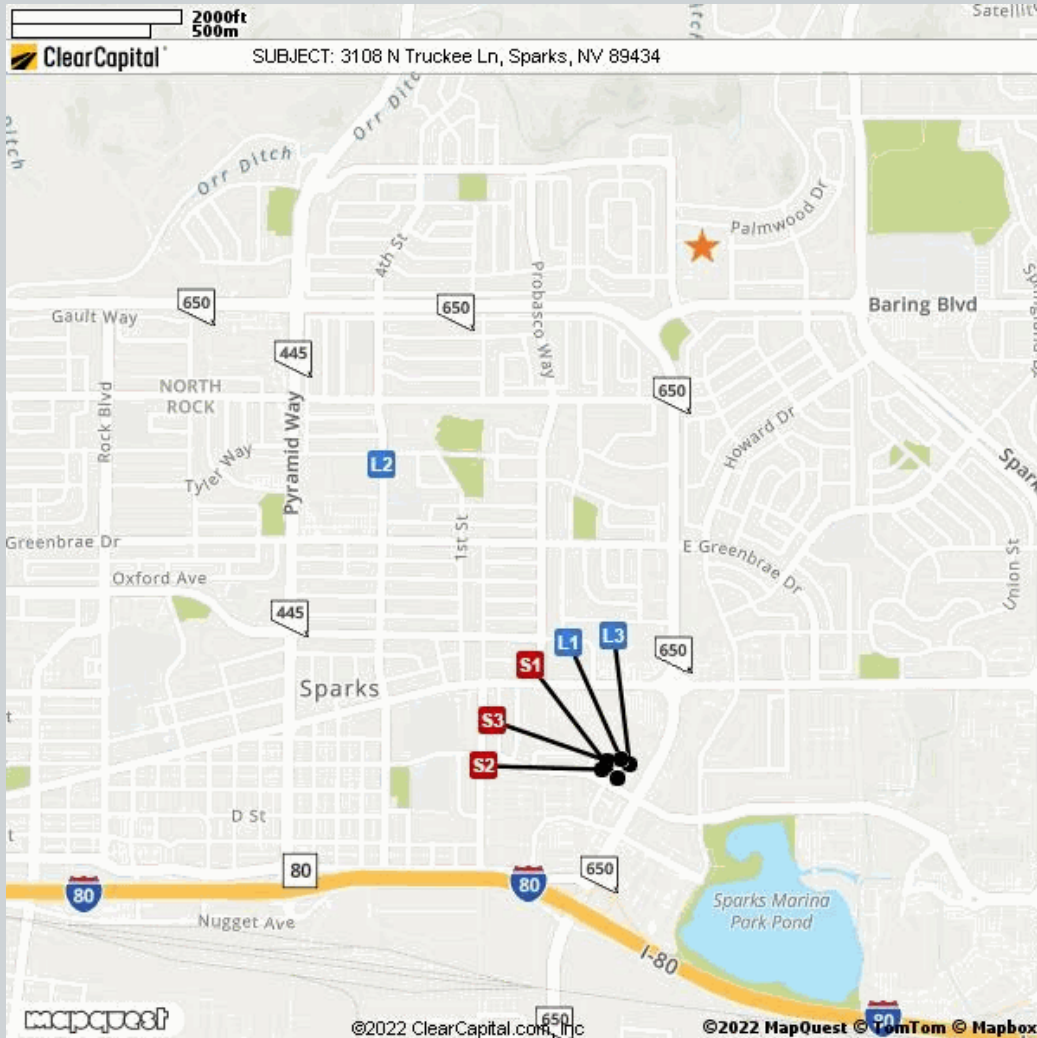 2000ft
500m
ClearCapital
SUBJECT: 3108 N Truckee Ln, Sparks, NV 89434
Orr Ditch
Orr Ditch
Palmwood Dr
4th St
Probasco Way
650
650
Gault Way
Baring Blvd
445
650
NORTH
ROCK
Rock Blvd
Pyramid Way
Howard Dr
Tyler Way
L2
1st St
Greenbrae Dr
E Greenbrae Dr
Union St
Oxford Ave
445
L1
L3
650
S1
Sparks
S3
S2
D St
80
650
80
80
Nugget Ave
Sparks Marina
Park Pond
I-80
80
650
mapquest
©2022 ClearCapital.com, Inc
©2022 MapQuest © TomTom © Mapbox